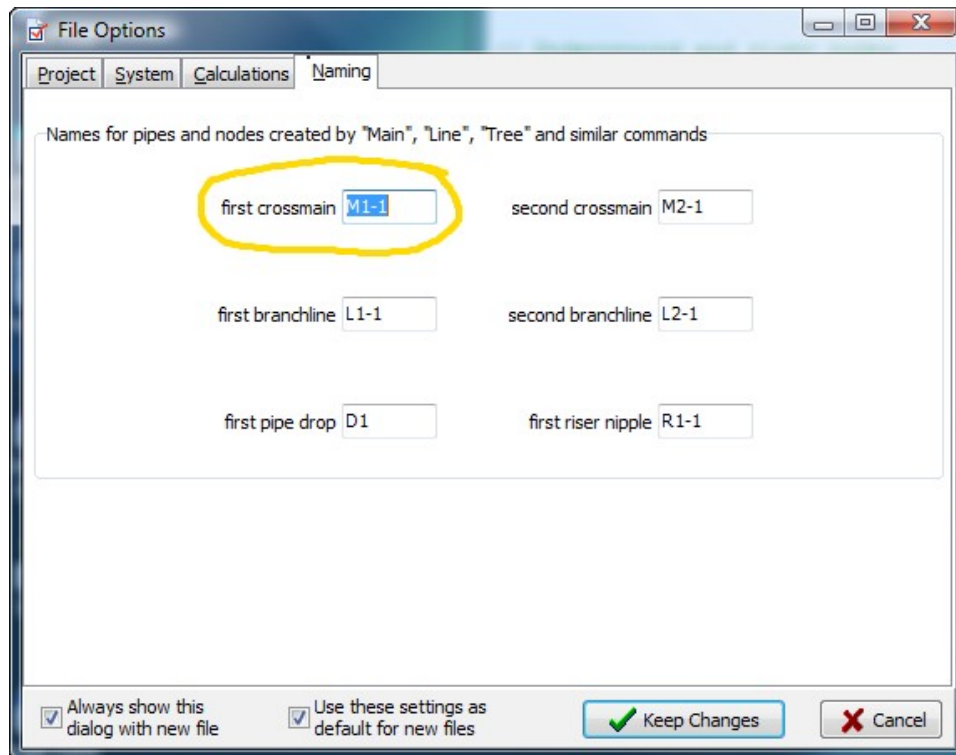 File Options
Project System Calculations Naming
Names for pipes and nodes created by "Main", "Line", "Tree" and similar commands
first crossmain M1-1 second crossmain M2-1
first branchline L1-1 second branchline L2-1
first pipe drop D1 first riser nipple R1-1
Always show this
dialog with new file
Use these settings as
default for new files
Keep Changes
Cancel